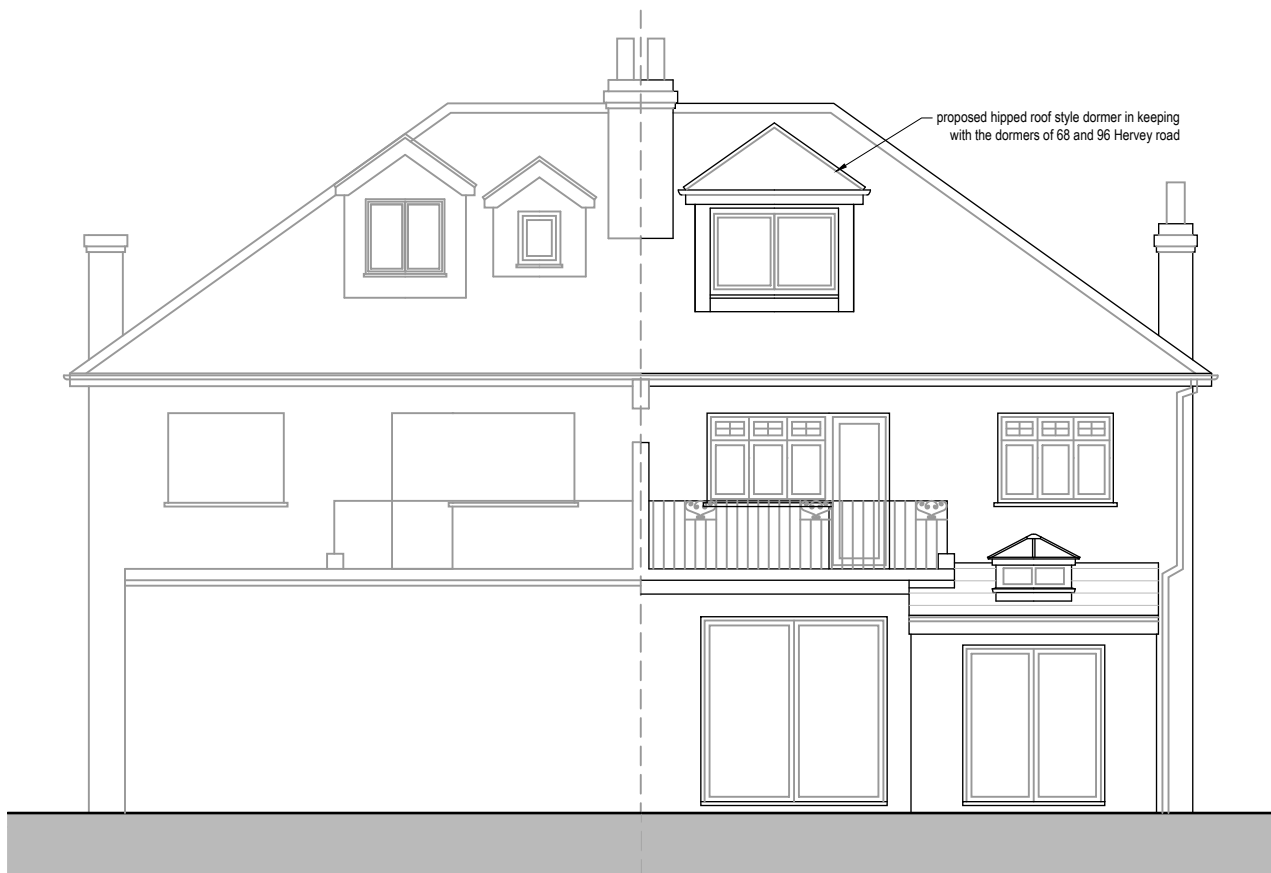 proposed hipped roof style dormer in keeping
with the dormers of 68 and 96 Hervey road